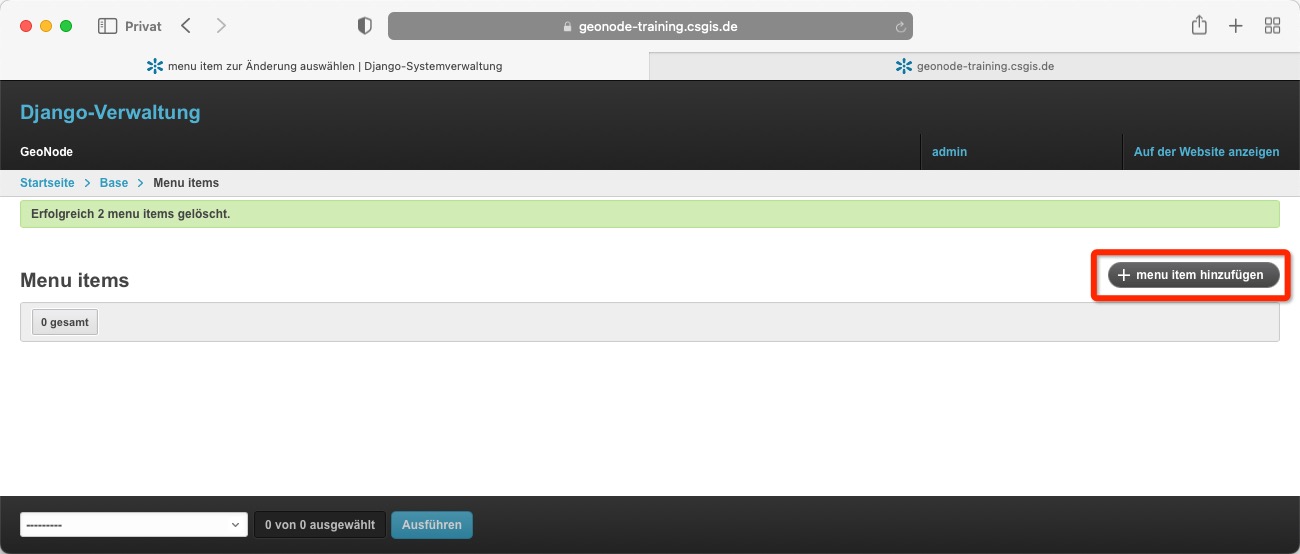 Privat
geonode-training.csgis.de
menu item zur Änderung auswählen | Django-Systemverwaltung
geonode-training.csgis.de
Django-Verwaltung
GeoNode
admin
Auf der Website anzeigen
Startseite > Base > Menu items
Erfolgreich 2 menu items gelöscht.
Menu items
+ menu item hinzufügen
0 gesamt
---------
0 von 0 ausgewählt
Ausführen